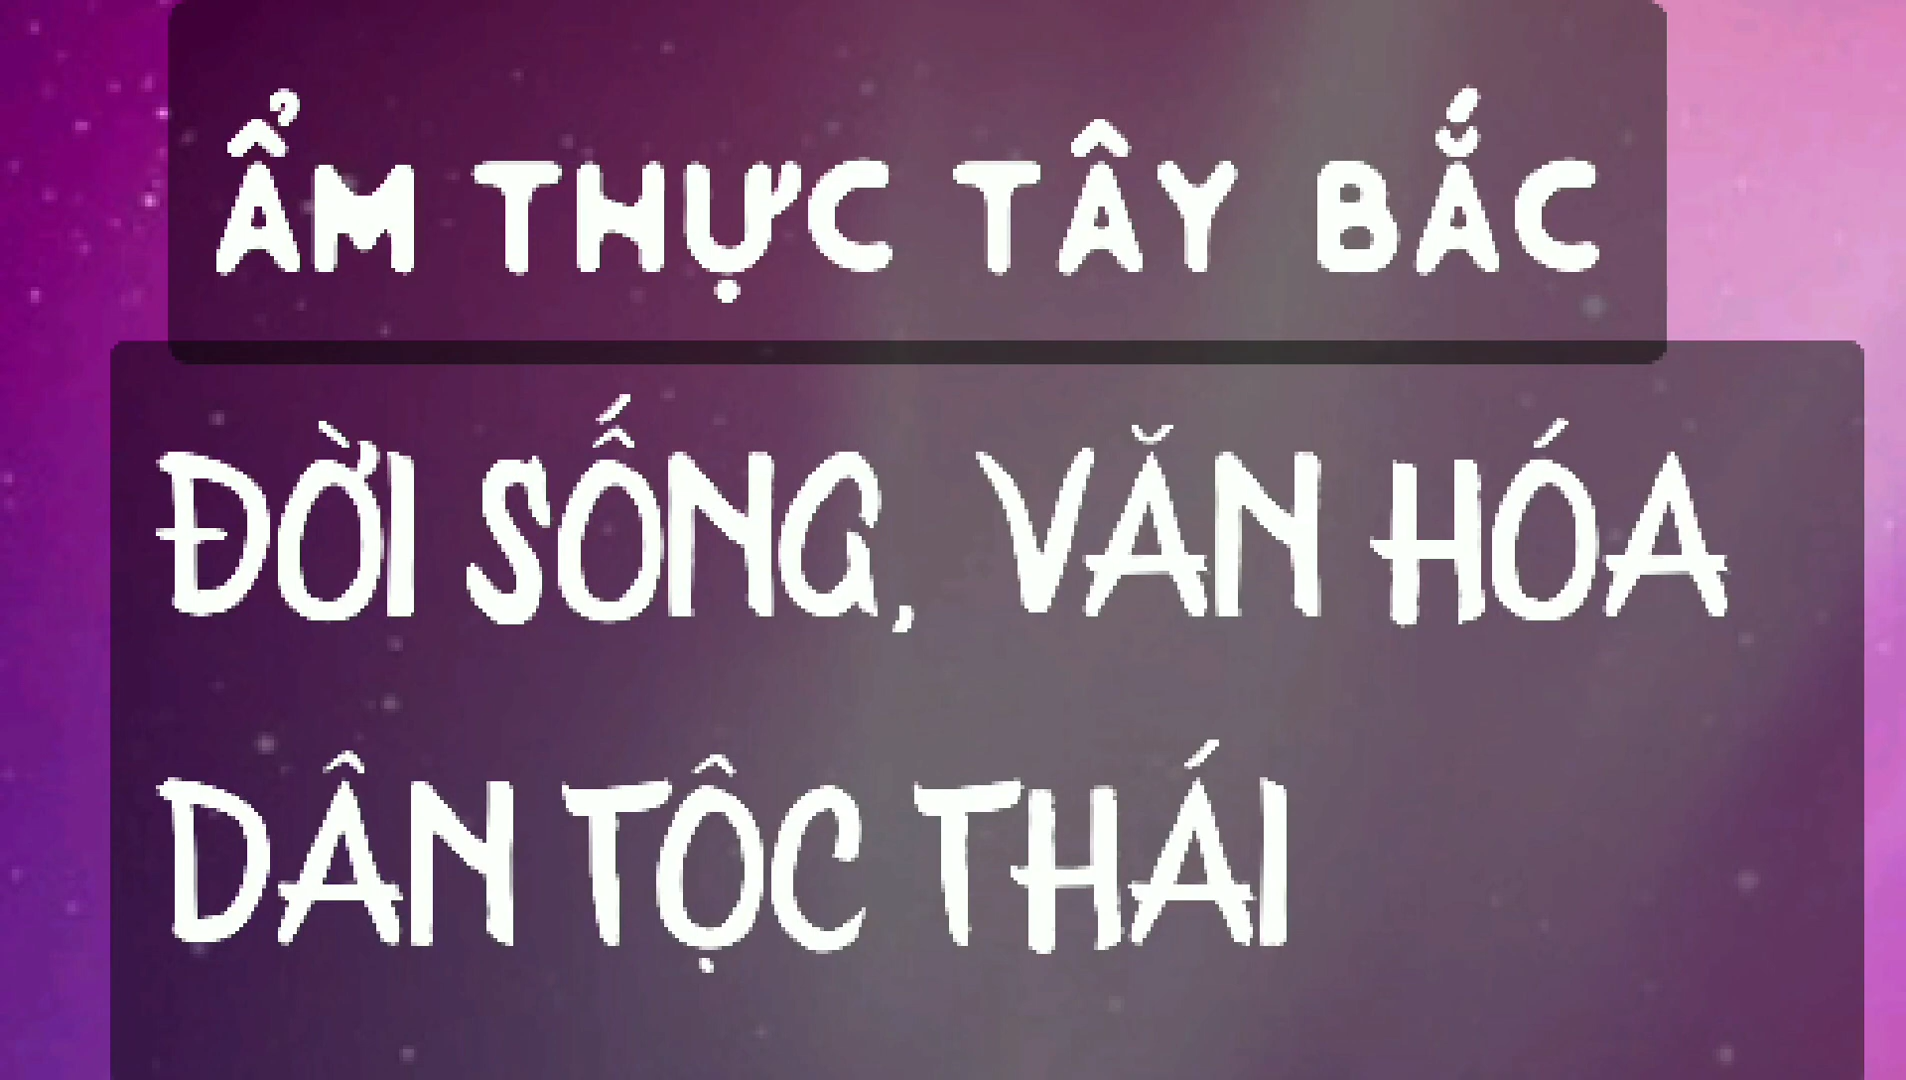 ẨM THỰC TÂY BẮC
ĐỜI SỐNG, VĂN HÓA
DÂN TỘC THÁI